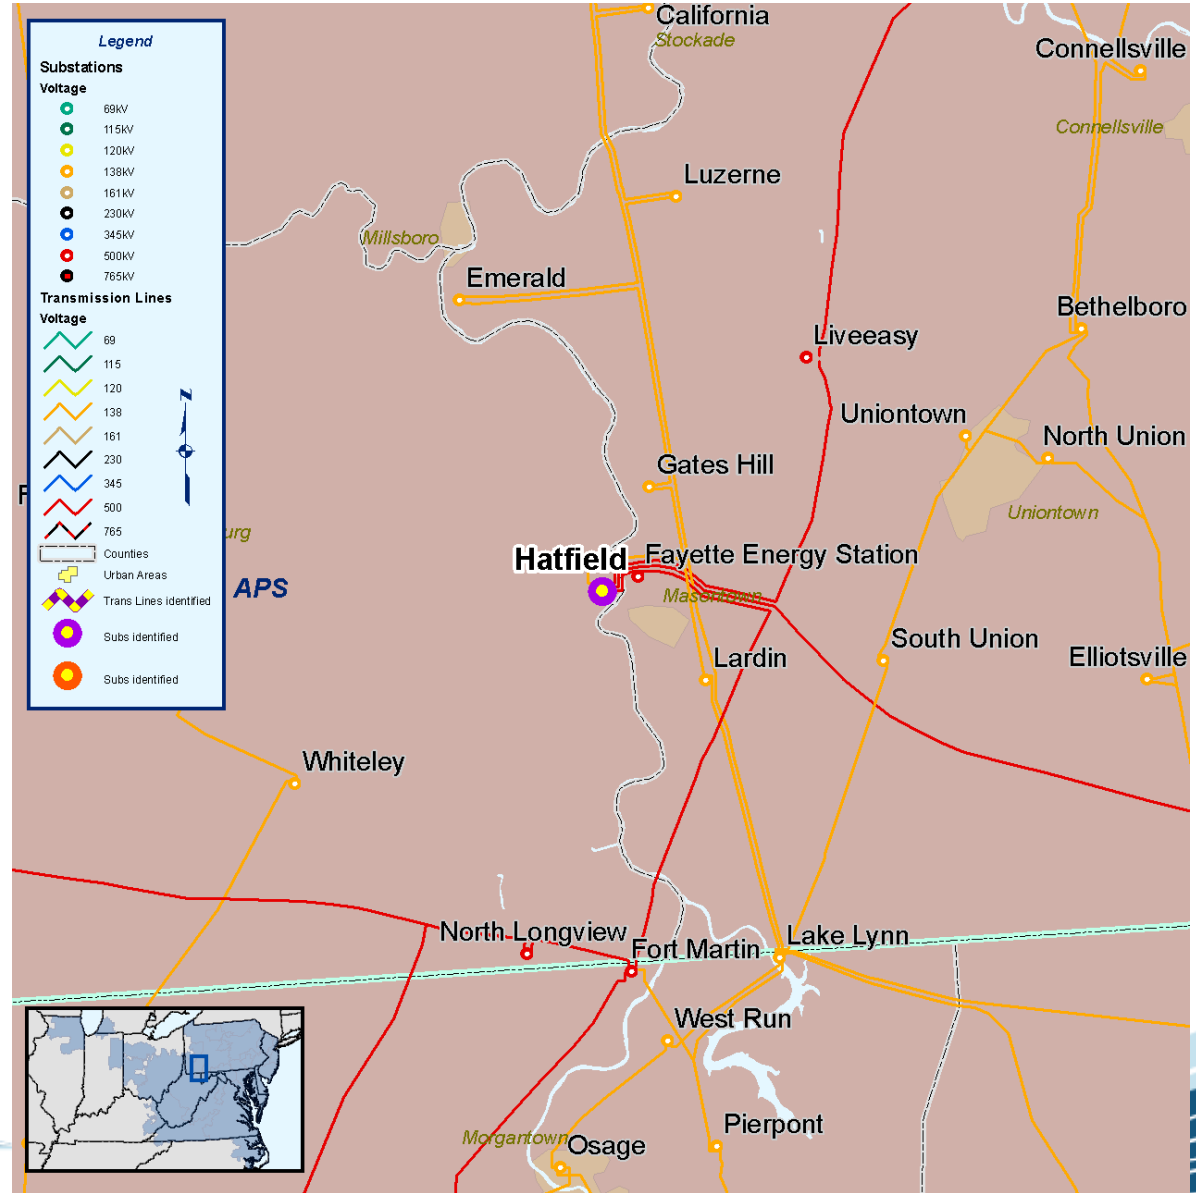 Legend
Substations
Voltage
69kV
115kV
120kV
138kV
161kV
230kV
345kV
500kV
765kV
Transmission Lines
Voltage
69
115
120
138
161
230
345
500
765
Counties
Urban Areas
Trans Lines identified
Subs identified
Subs identified
N
California
Stockade
Connellsville
Connellsville
Luzerne
Millsboro
Emerald
Bethelboro
Liveeasy
Uniontown
North Union
Gates Hill
Uniontown
urg
Hatfield
Fayette Energy Station
APS
Masontown
South Union
Lardin
Elliotsville
Whiteley
North Longview
Lake Lynn
Fort Martin
West Run
Pierpont
Morgantown
Osage